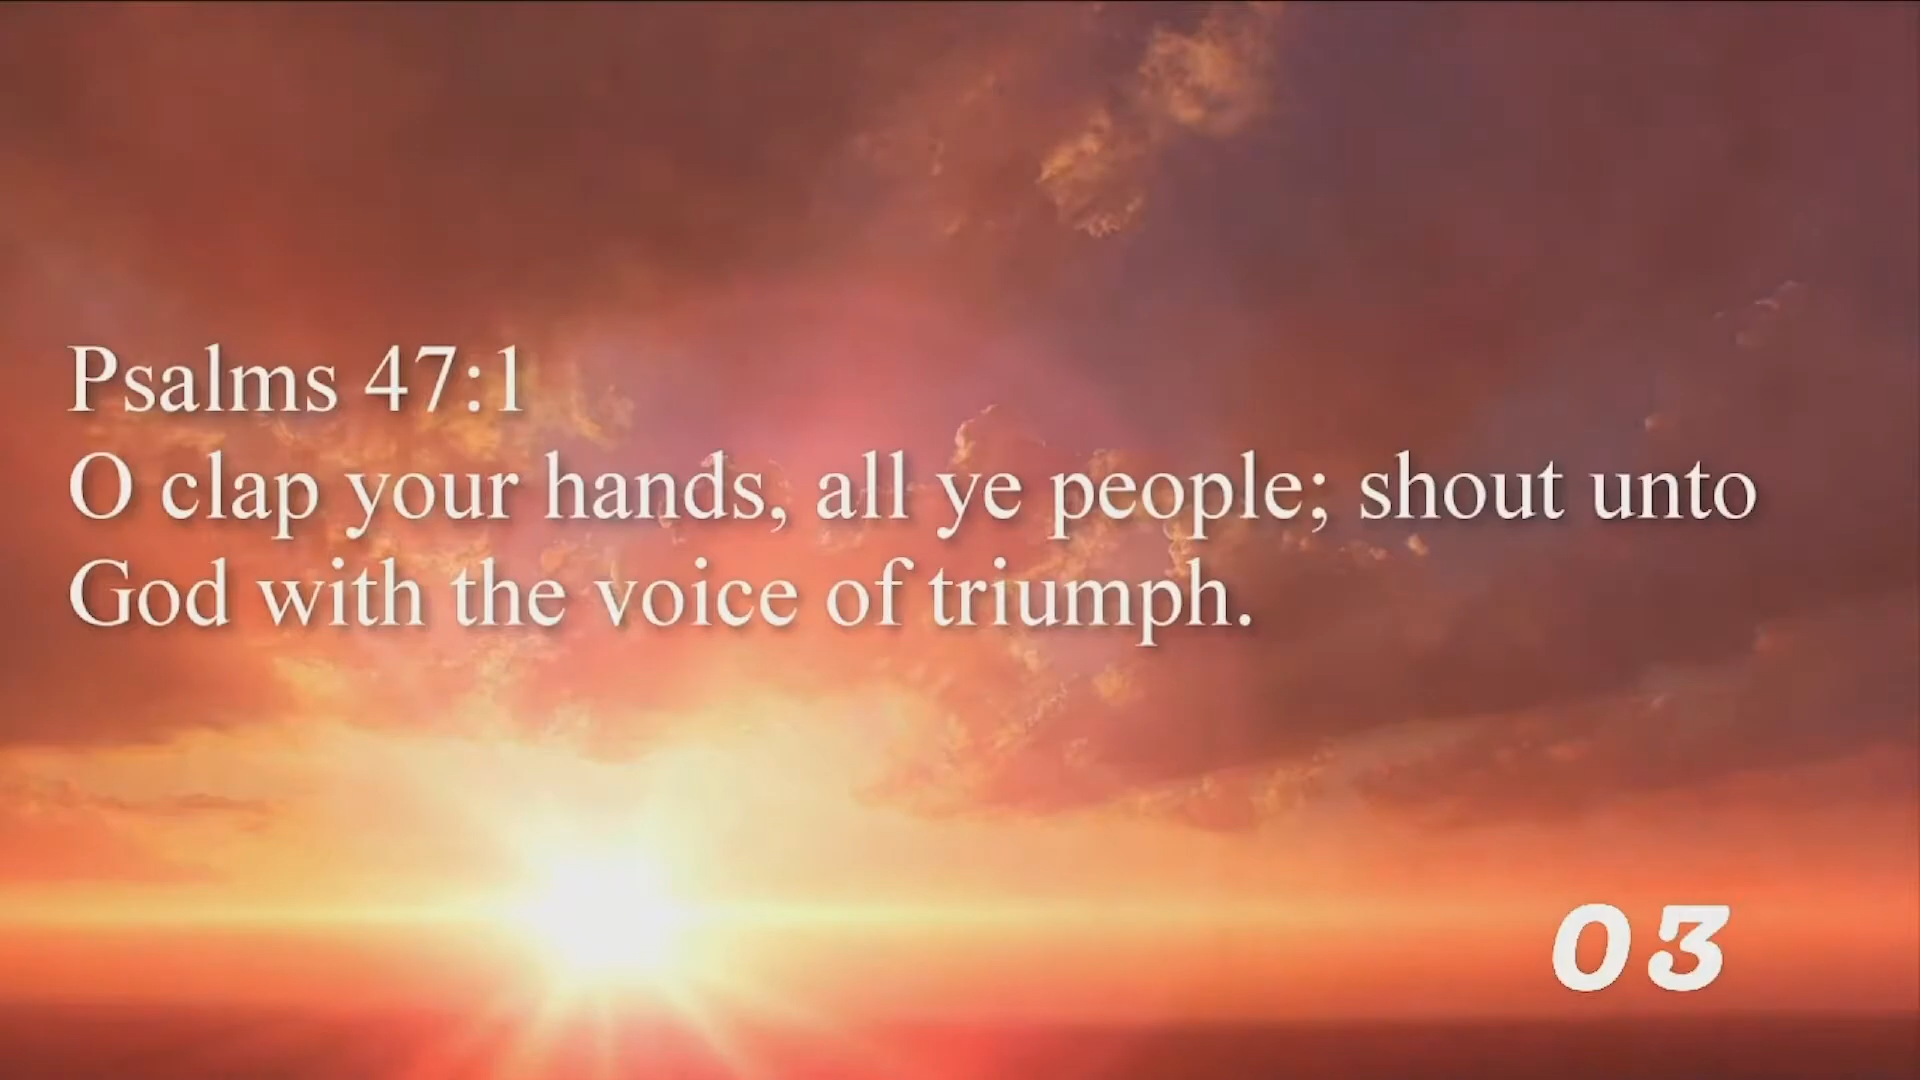 Psalms 47:1
O clap your hands, all ye people; shout unto
God with the voice of triumph.
03